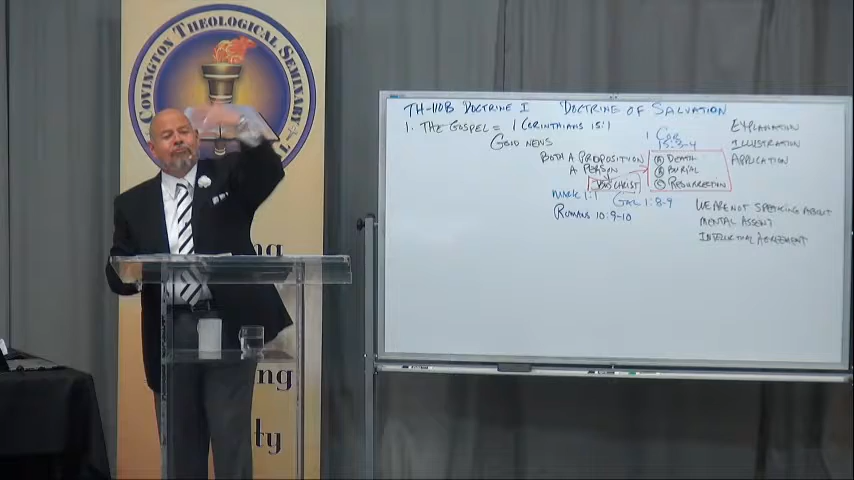 COVINGTON THEOLOGICAL SEMINARY
ing
ty
TH-110B DOCTRINE I DOCTRINE OF SALVATION
1. THE GOSPEL = 1 CORINTHIANS 15:1
GOOD NEWS
BOTH A PROPOSITION
A PERSON
JESUS CHRIST
1 COR
15:3-4
(A) DEATH
(B) BURIAL
(C) RESURRECTION
MARK 1:1 GAL 1:8-9
ROMANS 10:9-10
EXPLANATION
ILLUSTRATION
APPLICATION
WE ARE NOT SPEAKING ABOUT
MENTAL ASSENT
INTELLECTUAL AGREEMENT